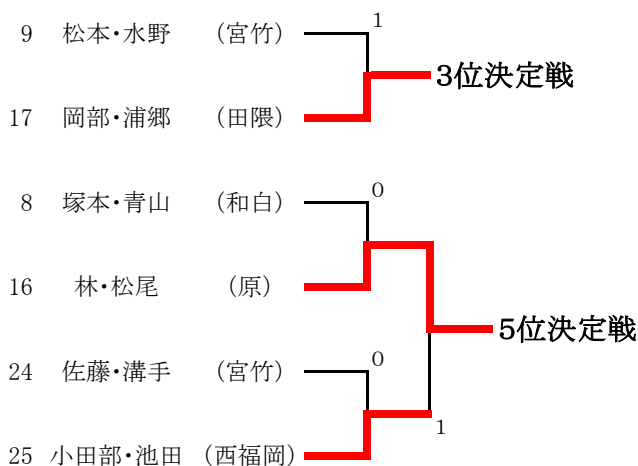 9 松本・水野 (宮竹) 1
3位決定戦
17 岡部・浦郷 (田隈)
8 塚本・青山 (和白) 0
16 林・松尾 (原)
5位決定戦
24 佐藤・溝手 (宮竹) 0
1
25 小田部・池田 (西福岡)